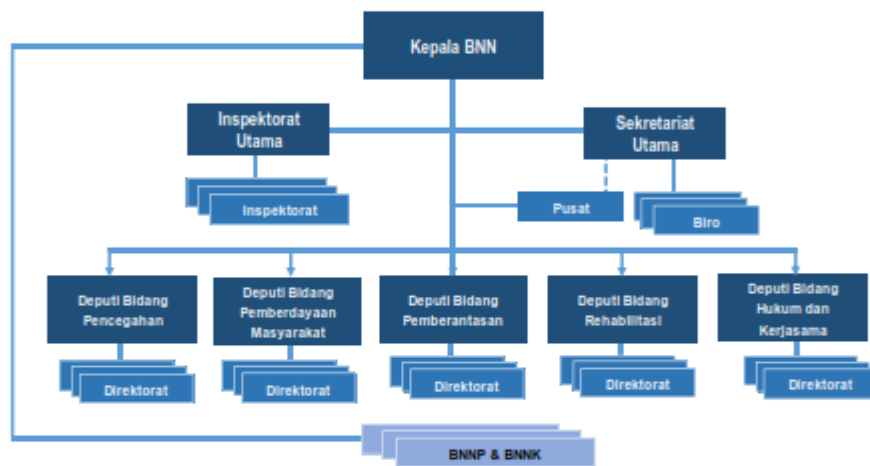 Kepala BNN
Inspektorat
Utama
Sekretariat
Utama
Inspektorat
Pusat
Biro
Deputi Bidang
Pencegahan
Deputi Bidang
Pemberdayaan
Masyarakat
Deputi Bidang
Pemberantasan
Deputi Bidang
Rehabilitasi
Deputi Bidang
Hukum dan
Kerjasama
Direktorat
Direktorat
Direktorat
Direktorat
Direktorat
BNNP & BNNK